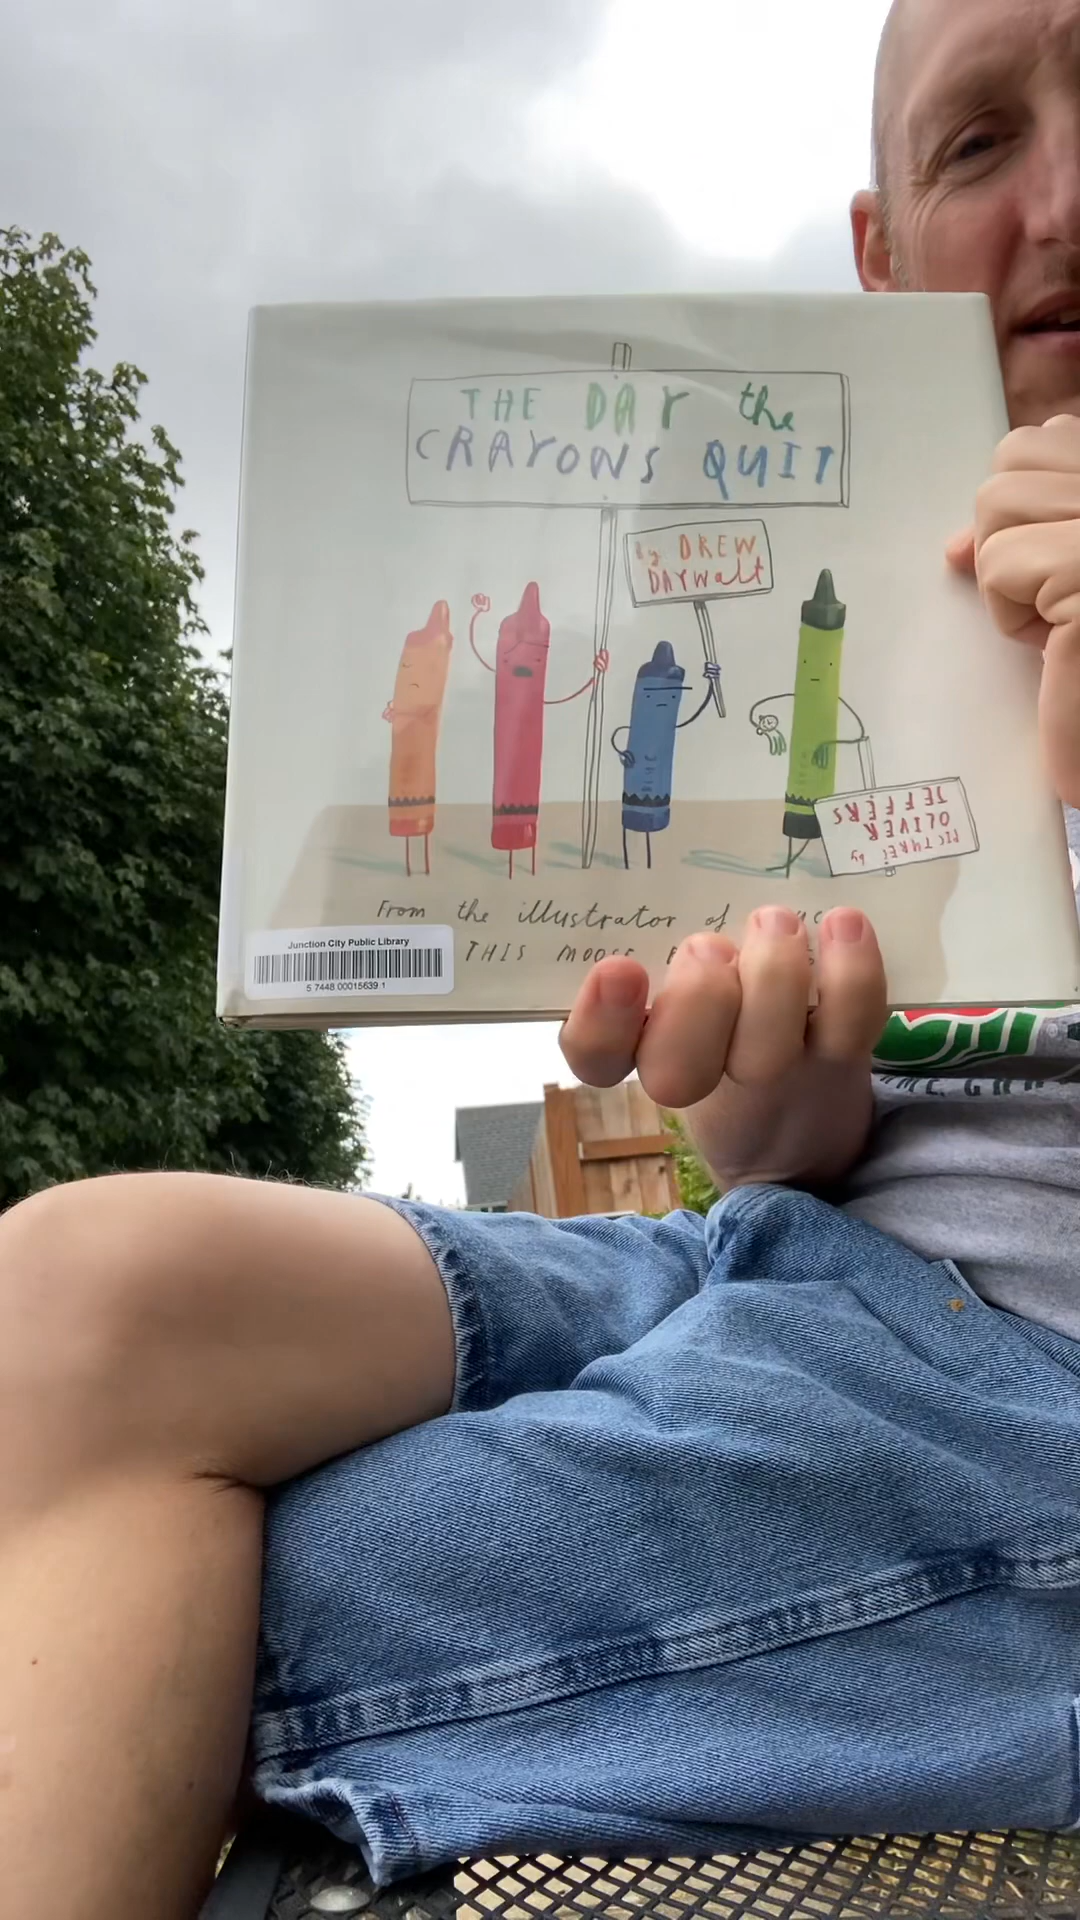 THE DAY the
CRAYONS QUIT
by DREW
DAYWalt
PICTURES by
OLIVER
JEFFERS
From the illustrator of
THIS MOOSE
Junction City Public Library
5 7448 00015639 1